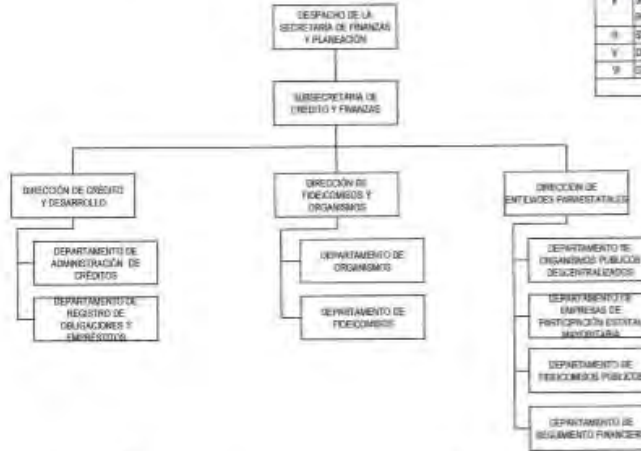 DESPACHO DE LA
SECRETARÍA DE FINANZAS
Y PLANEACIÓN
SUBSECRETARÍA DE
CRÉDITO Y FINANZAS
DIRECCIÓN DE CRÉDITO
Y DESARROLLO
DEPARTAMENTO DE
ADMINISTRACIÓN DE
CRÉDITOS
DEPARTAMENTO DE
REGISTRO DE
OBLIGACIONES Y
EMPRÉSTITOS
DIRECCIÓN DE
FIDEICOMISOS Y
ORGANISMOS
DEPARTAMENTO DE
ORGANISMOS
DEPARTAMENTO DE
FIDEICOMISOS
DIRECCIÓN DE
ENTIDADES PARAESTATALES
DEPARTAMENTO DE
ORGANISMOS PÚBLICOS
DESCENTRALIZADOS
DEPARTAMENTO DE
EMPRESAS DE
PARTICIPACIÓN ESTATAL
MAYORITARIA
DEPARTAMENTO DE
FIDEICOMISOS PÚBLICOS
DEPARTAMENTO DE
SEGUIMIENTO FINANCIERO